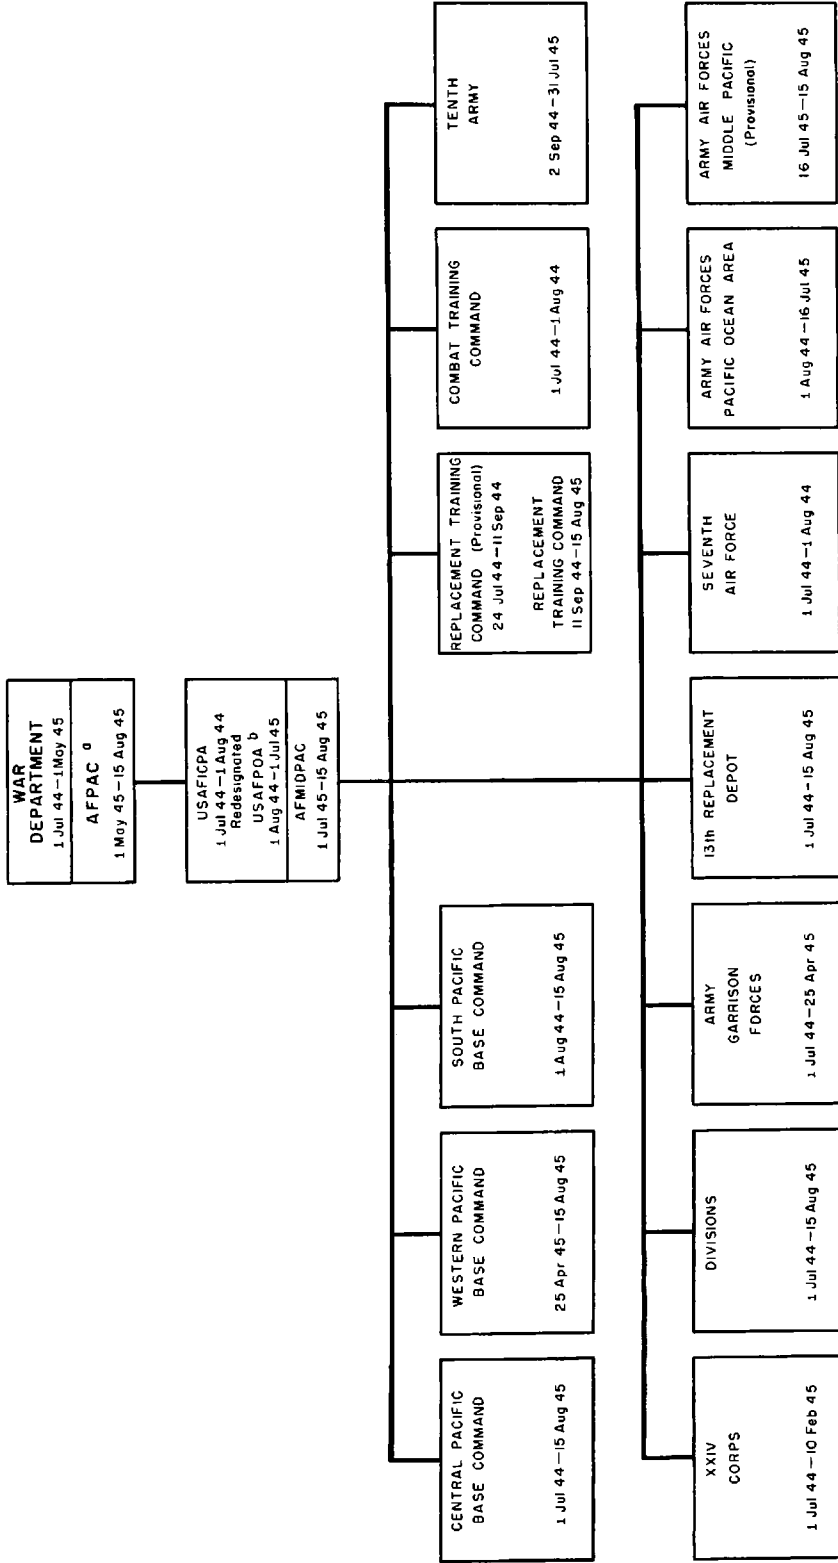 WAR
DEPARTMENT
1 Jul 44–1 May 45
AFPAC a
1 May 45–15 Aug 45
USAFICPA
1 Jul 44–1 Aug 44
Redesignated
USAFPOA b
1 Aug 44–1 Jul 45
AFMIDPAC
1 Jul 45–15 Aug 45
CENTRAL PACIFIC
BASE COMMAND
1 Jul 44–15 Aug 45
WESTERN PACIFIC
BASE COMMAND
25 Apr 45–15 Aug 45
SOUTH PACIFIC
BASE COMMAND
1 Aug 44–15 Aug 45
REPLACEMENT TRAINING
COMMAND (Provisional)
24 Jul 44–11 Sep 44
REPLACEMENT
TRAINING COMMAND
11 Sep 44–15 Aug 45
COMBAT TRAINING
COMMAND
1 Jul 44–1 Aug 44
TENTH
ARMY
2 Sep 44–31 Jul 45
XXIV
CORPS
1 Jul 44–10 Feb 45
DIVISIONS
1 Jul 44–15 Aug 45
ARMY
GARRISON
FORCES
1 Jul 44–25 Apr 45
13th REPLACEMENT
DEPOT
1 Jul 44–15 Aug 45
SEVENTH
AIR FORCE
1 Jul 44–1 Aug 44
ARMY AIR FORCES
PACIFIC OCEAN AREA
1 Aug 44–16 Jul 45
ARMY AIR FORCES
MIDDLE PACIFIC
(Provisional)
16 Jul 45–15 Aug 45